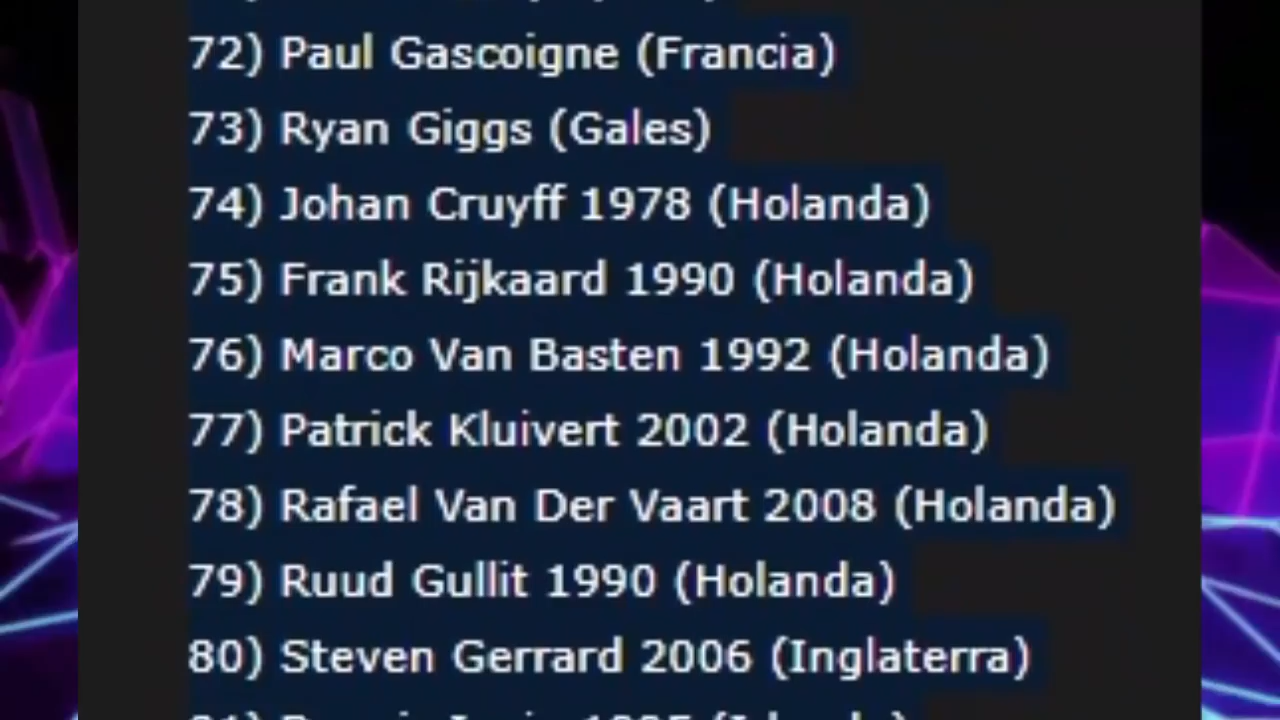 72) Paul Gascoigne (Francia)
73) Ryan Giggs (Gales)
74) Johan Cruyff 1978 (Holanda)
75) Frank Rijkaard 1990 (Holanda)
76) Marco Van Basten 1992 (Holanda)
77) Patrick Kluivert 2002 (Holanda)
78) Rafael Van Der Vaart 2008 (Holanda)
79) Ruud Gullit 1990 (Holanda)
80) Steven Gerrard 2006 (Inglaterra)